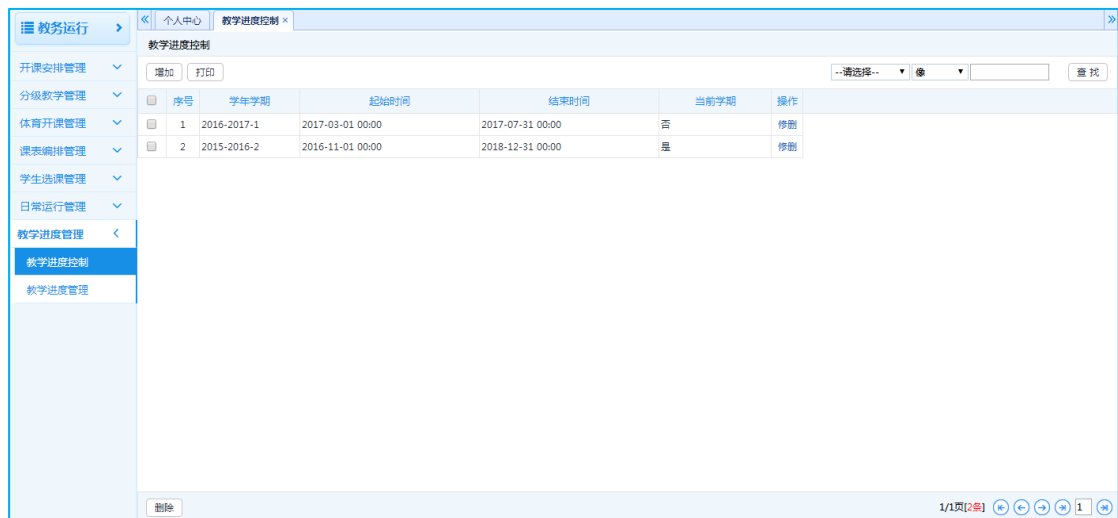 教务运行
个人中心 教学进度控制 ×
教学进度控制
增加 打印 --请选择-- 像 查 找
序号 学年学期 起始时间 结束时间 当前学期 操作
1 2016-2017-1 2017-03-01 00:00 2017-07-31 00:00 否 修删
2 2015-2016-2 2016-11-01 00:00 2018-12-31 00:00 是 修删
开课安排管理
分级教学管理
体育开课管理
课表编排管理
学生选课管理
日常运行管理
教学进度管理
教学进度控制
教学进度管理
删除 1/1页[2条] 1